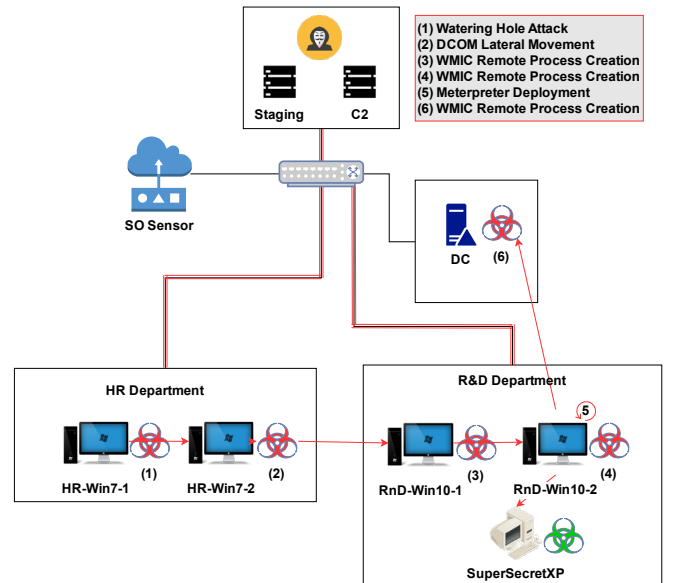 (1) Watering Hole Attack
(2) DCOM Lateral Movement
(3) WMIC Remote Process Creation
(4) WMIC Remote Process Creation
(5) Meterpreter Deployment
(6) WMIC Remote Process Creation
Staging
C2
SO Sensor
DC
(6)
HR Department
(1)
(2)
HR-Win7-1
HR-Win7-2
R&D Department
5
(3)
(4)
RnD-Win10-1
RnD-Win10-2
SuperSecretXP